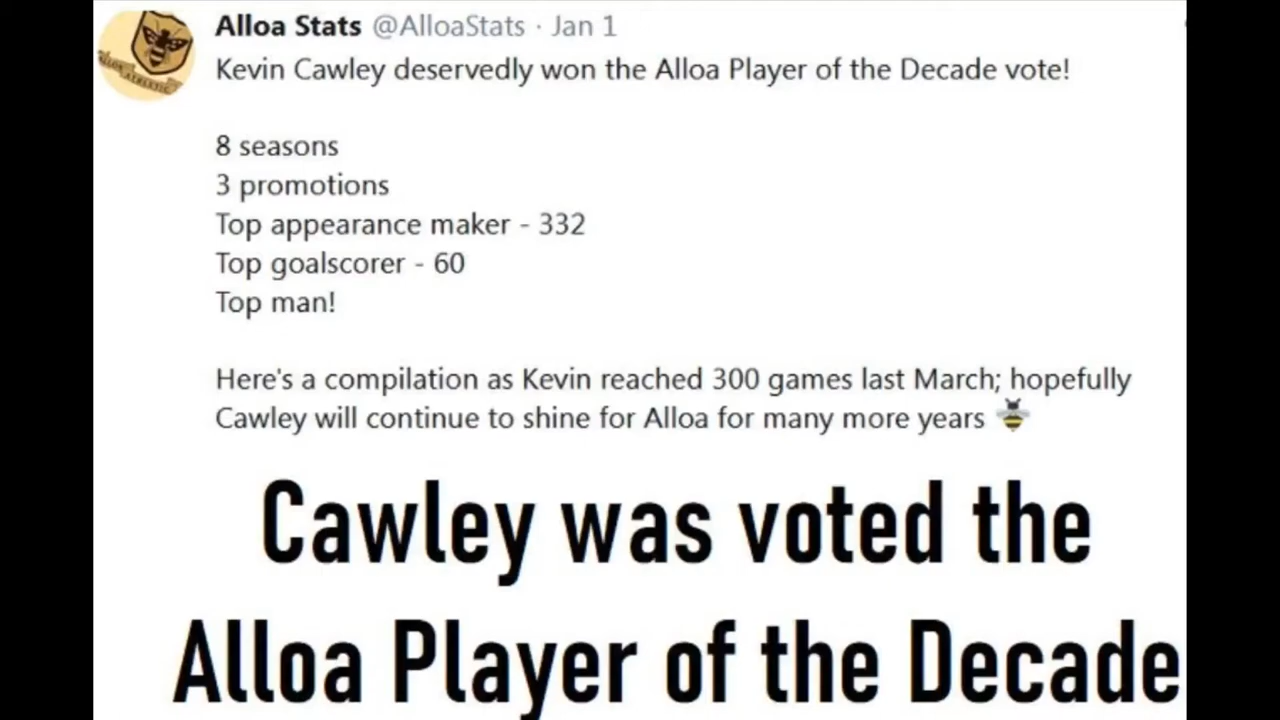 Alloa Stats @AlloaStats · Jan 1
Kevin Cawley deservedly won the Alloa Player of the Decade vote!
8 seasons
3 promotions
Top appearance maker - 332
Top goalscorer - 60
Top man!
Here's a compilation as Kevin reached 300 games last March; hopefully
Cawley will continue to shine for Alloa for many more years 🐝
Cawley was voted the
Alloa Player of the Decade